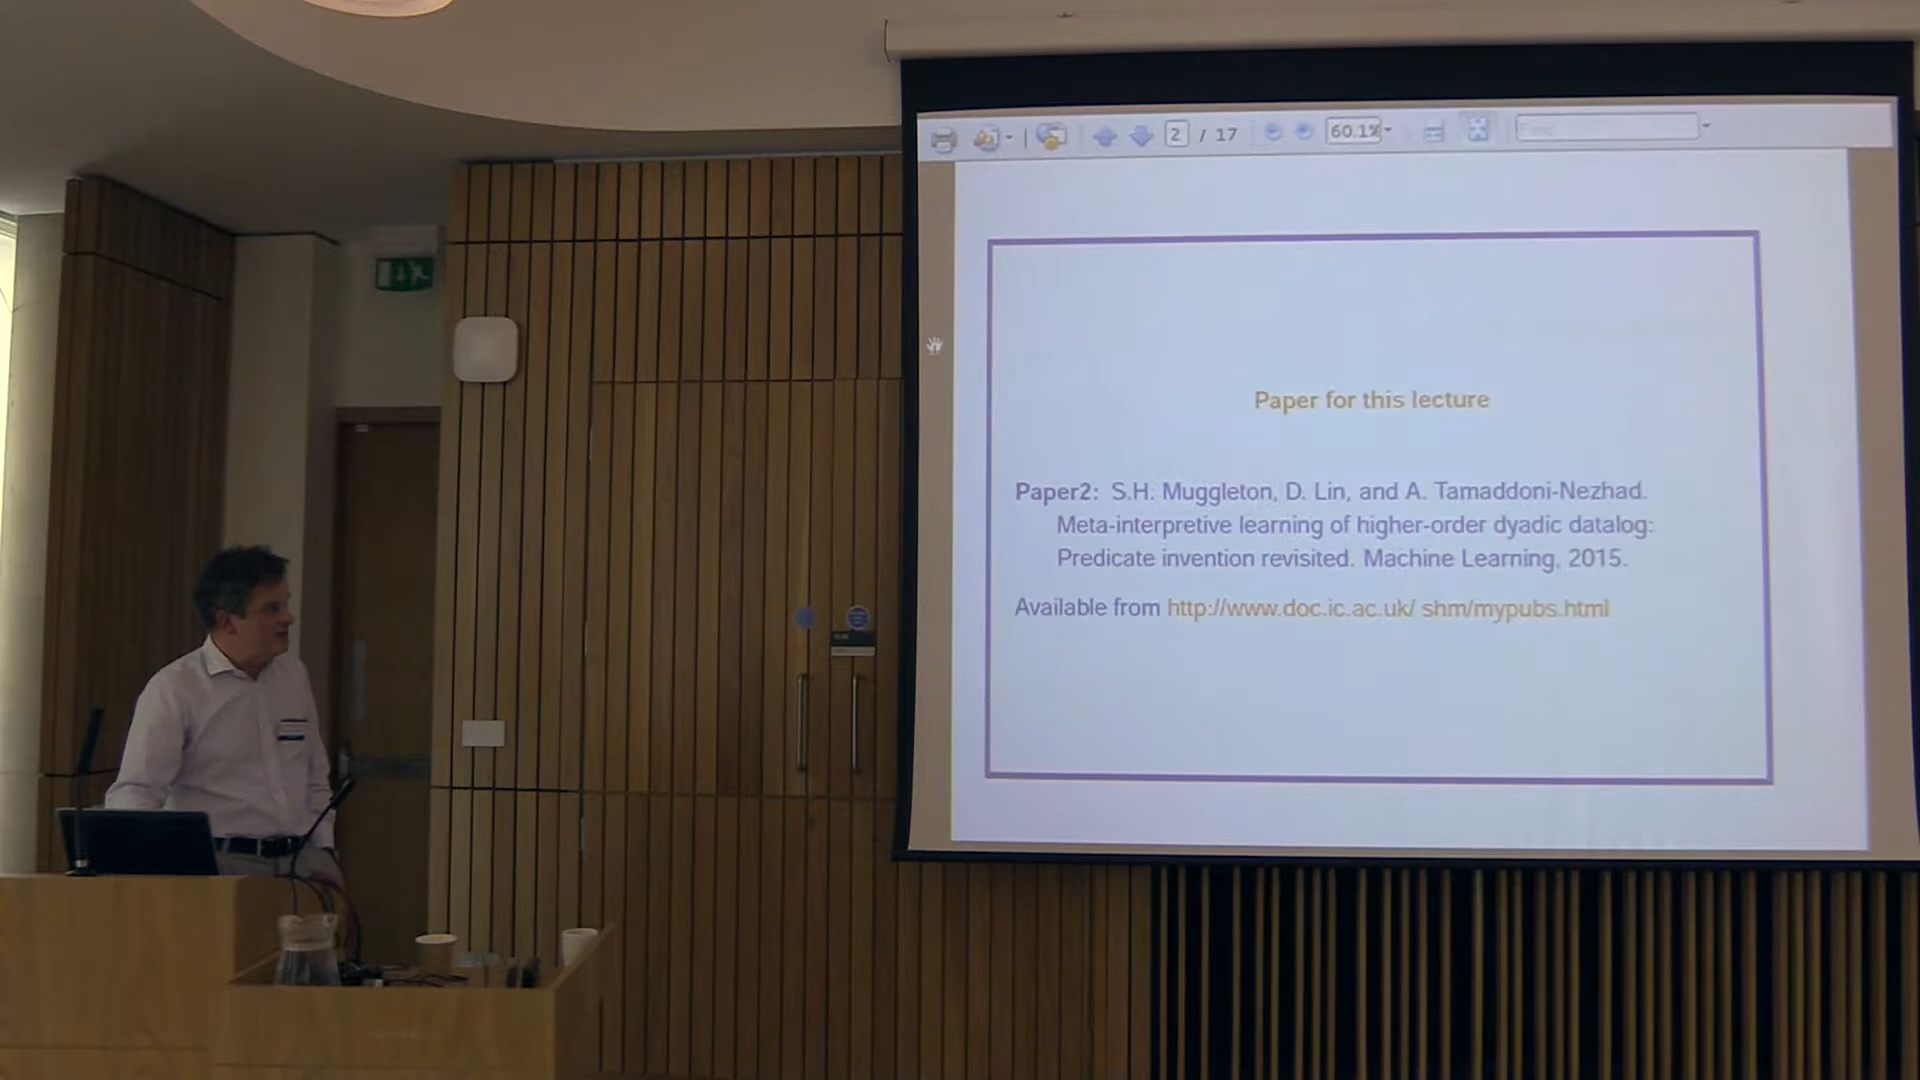 2 / 17 60.1%
Paper for this lecture
Paper2: S.H. Muggleton, D. Lin, and A. Tamaddoni-Nezhad.
Meta-interpretive learning of higher-order dyadic datalog:
Predicate invention revisited. Machine Learning, 2015.
Available from http://www.doc.ic.ac.uk/ shm/mypubs.html